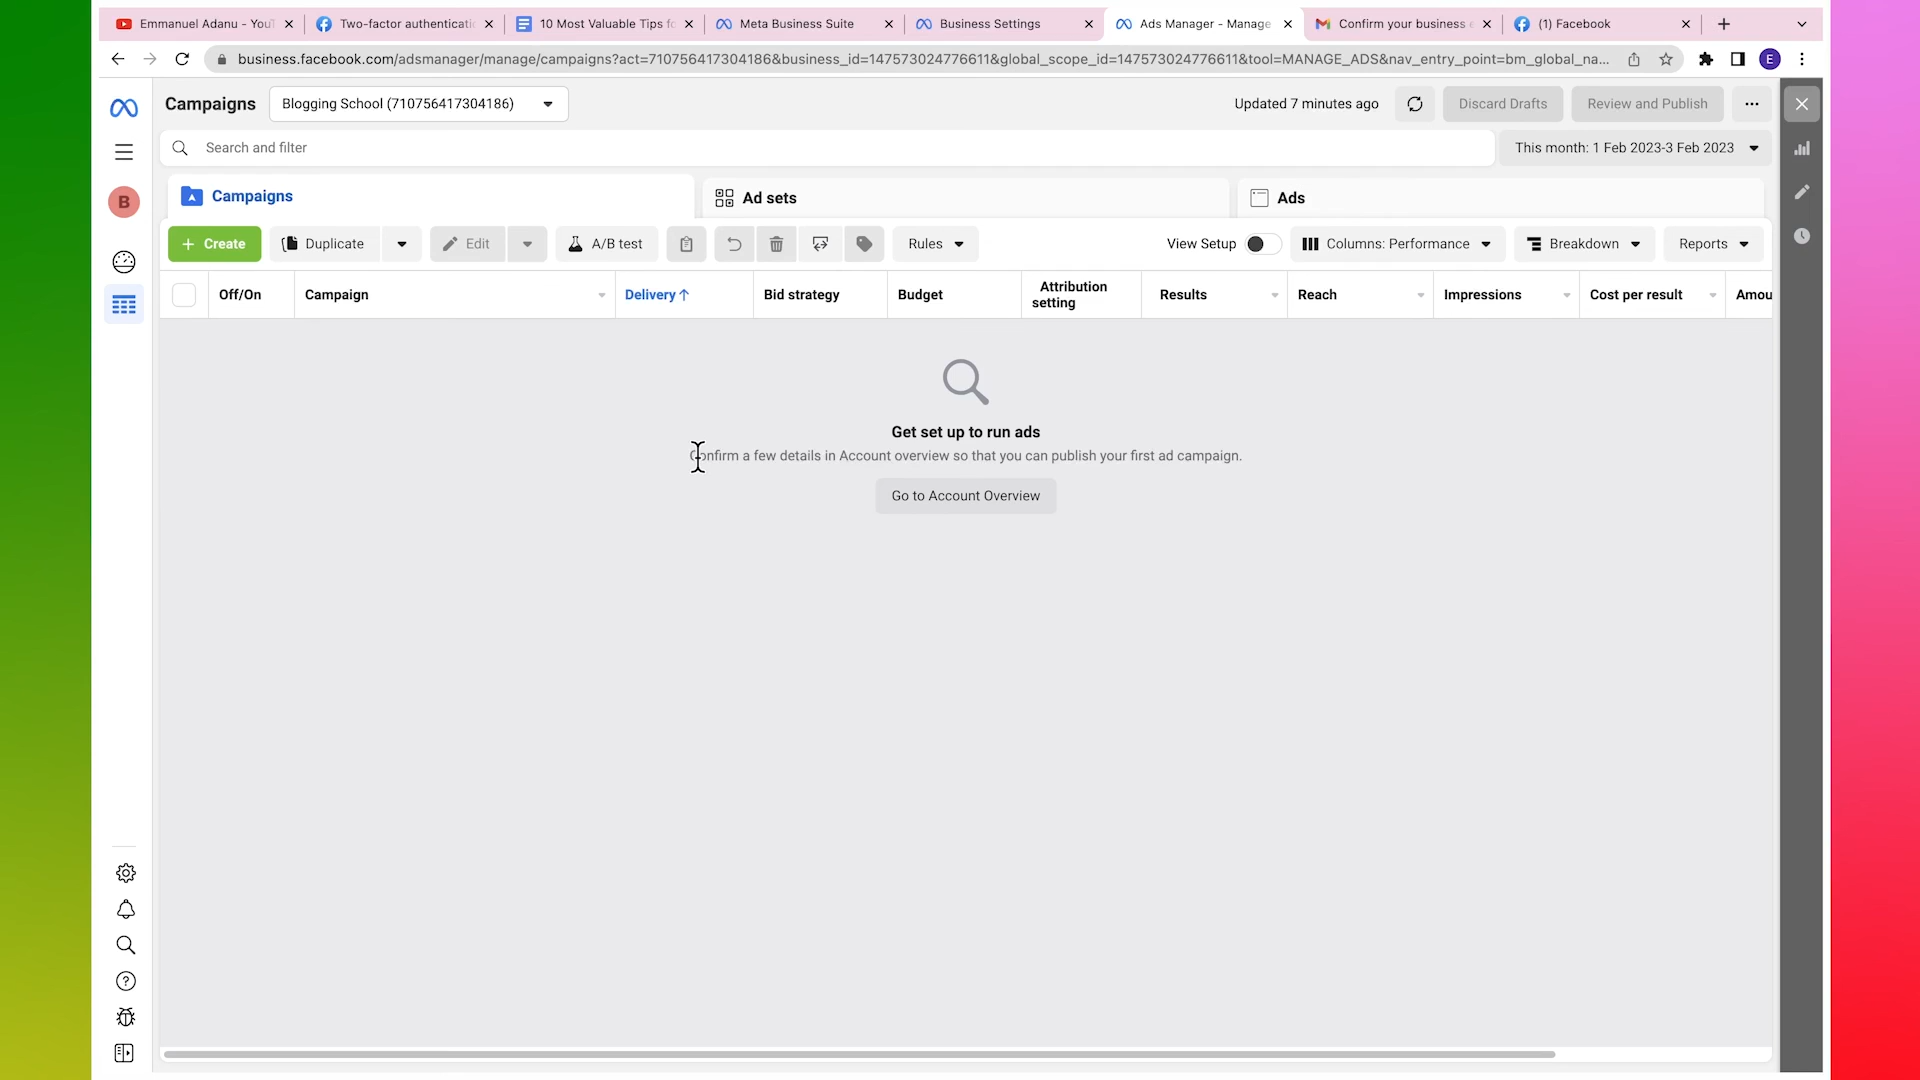 Emmanuel Adanu - YouT
Two-factor authenticati
10 Most Valuable Tips fo
Meta Business Suite
Business Settings
Ads Manager - Manage
Confirm your business e
(1) Facebook
business.facebook.com/adsmanager/manage/campaigns?act=710756417304186&business_id=147573024776611&global_scope_id=147573024776611&tool=MANAGE_ADS&nav_entry_point=bm_global_na...
E
Campaigns
Blogging School (710756417304186)
Updated 7 minutes ago
Discard Drafts
Review and Publish
Search and filter
This month: 1 Feb 2023-3 Feb 2023
B
Campaigns
Ad sets
Ads
+ Create
Duplicate
Edit
A/B test
Rules
View Setup
Columns: Performance
Breakdown
Reports
Off/On
Campaign
Delivery ↑
Bid strategy
Budget
Attribution
setting
Results
Reach
Impressions
Cost per result
Amou
Get set up to run ads
Confirm a few details in Account overview so that you can publish your first ad campaign.
Go to Account Overview